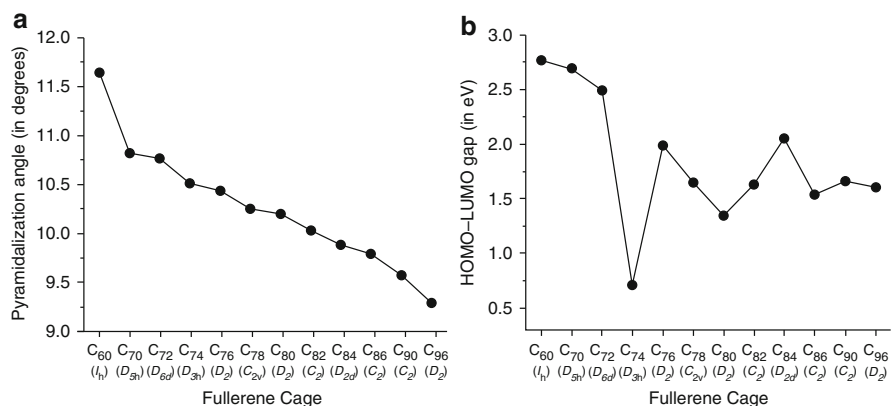 a
Pyramidalization angle (in degrees)
12.0
11.5
11.0
10.5
10.0
9.5
9.0
C60 C70 C72 C74 C76 C78 C80 C82 C84 C86 C90 C96
(Ih) (D5h) (D6d) (D3h) (D2) (C2v) (D2) (C2) (D2d) (C2) (C2) (D2)
Fullerene Cage
b
HOMO–LUMO gap (in eV)
3.0
2.5
2.0
1.5
1.0
0.5
C60 C70 C72 C74 C76 C78 C80 C82 C84 C86 C90 C96
(Ih) (D5h) (D6d) (D3h) (D2) (C2v) (D2) (C2) (D2d) (C2) (C2) (D2)
Fullerene Cage